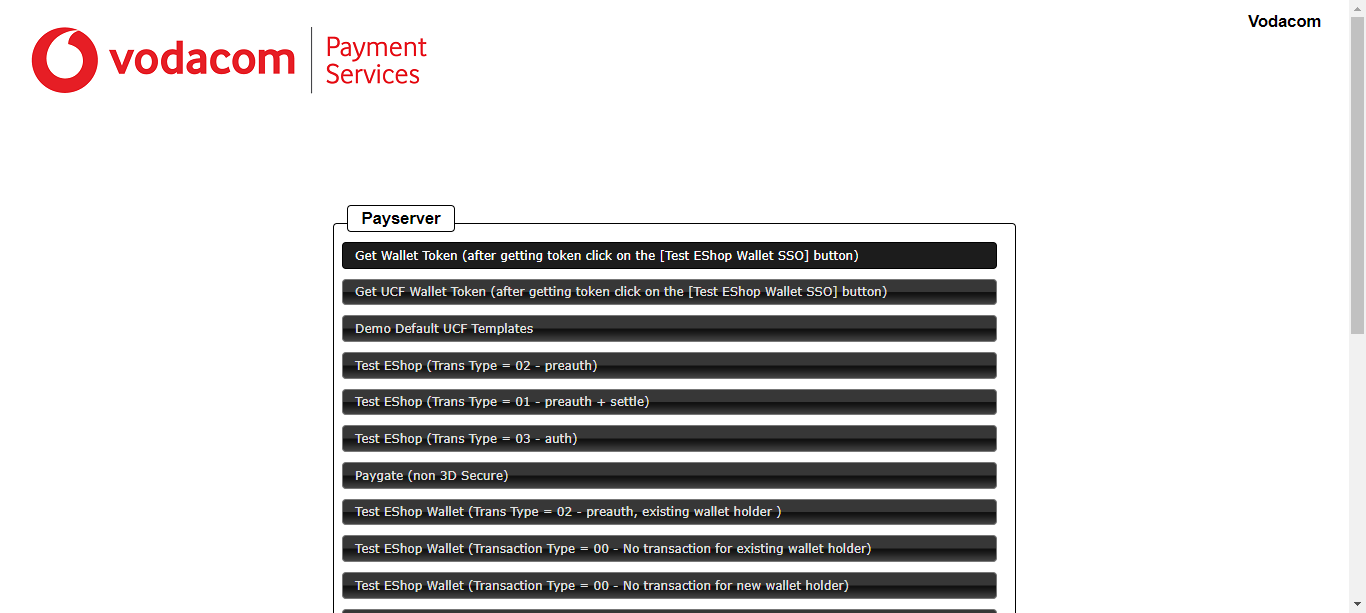 Vodacom
vodacom
Payment
Services
Payserver
Get Wallet Token (after getting token click on the [Test EShop Wallet SSO] button)
Get UCF Wallet Token (after getting token click on the [Test EShop Wallet SSO] button)
Demo Default UCF Templates
Test EShop (Trans Type = 02 - preauth)
Test EShop (Trans Type = 01 - preauth + settle)
Test EShop (Trans Type = 03 - auth)
Paygate (non 3D Secure)
Test EShop Wallet (Trans Type = 02 - preauth, existing wallet holder )
Test EShop Wallet (Transaction Type = 00 - No transaction for existing wallet holder)
Test EShop Wallet (Transaction Type = 00 - No transaction for new wallet holder)